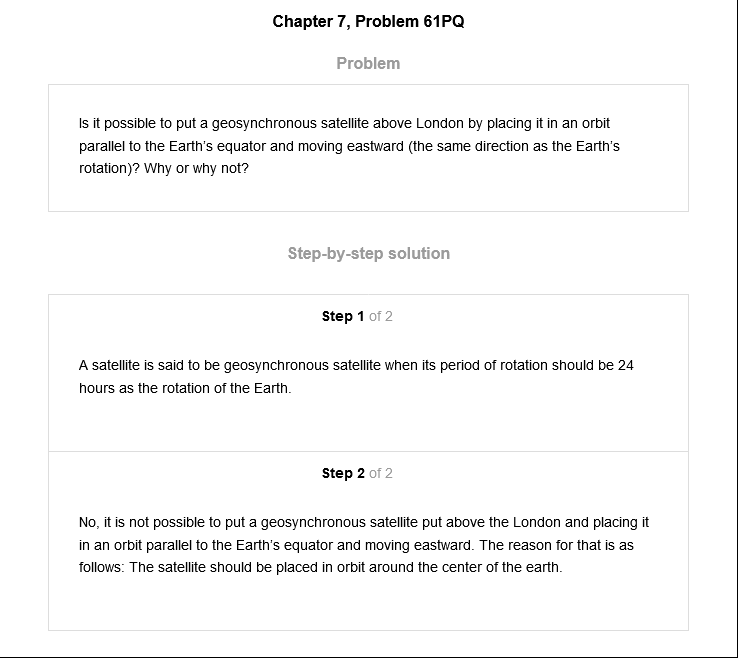 Chapter 7, Problem 61PQ
Problem
Is it possible to put a geosynchronous satellite above London by placing it in an orbit
parallel to the Earth's equator and moving eastward (the same direction as the Earth's
rotation)? Why or why not?
Step-by-step solution
Step 1 of 2
A satellite is said to be geosynchronous satellite when its period of rotation should be 24
hours as the rotation of the Earth.
Step 2 of 2
No, it is not possible to put a geosynchronous satellite put above the London and placing it
in an orbit parallel to the Earth's equator and moving eastward. The reason for that is as
follows: The satellite should be placed in orbit around the center of the earth.